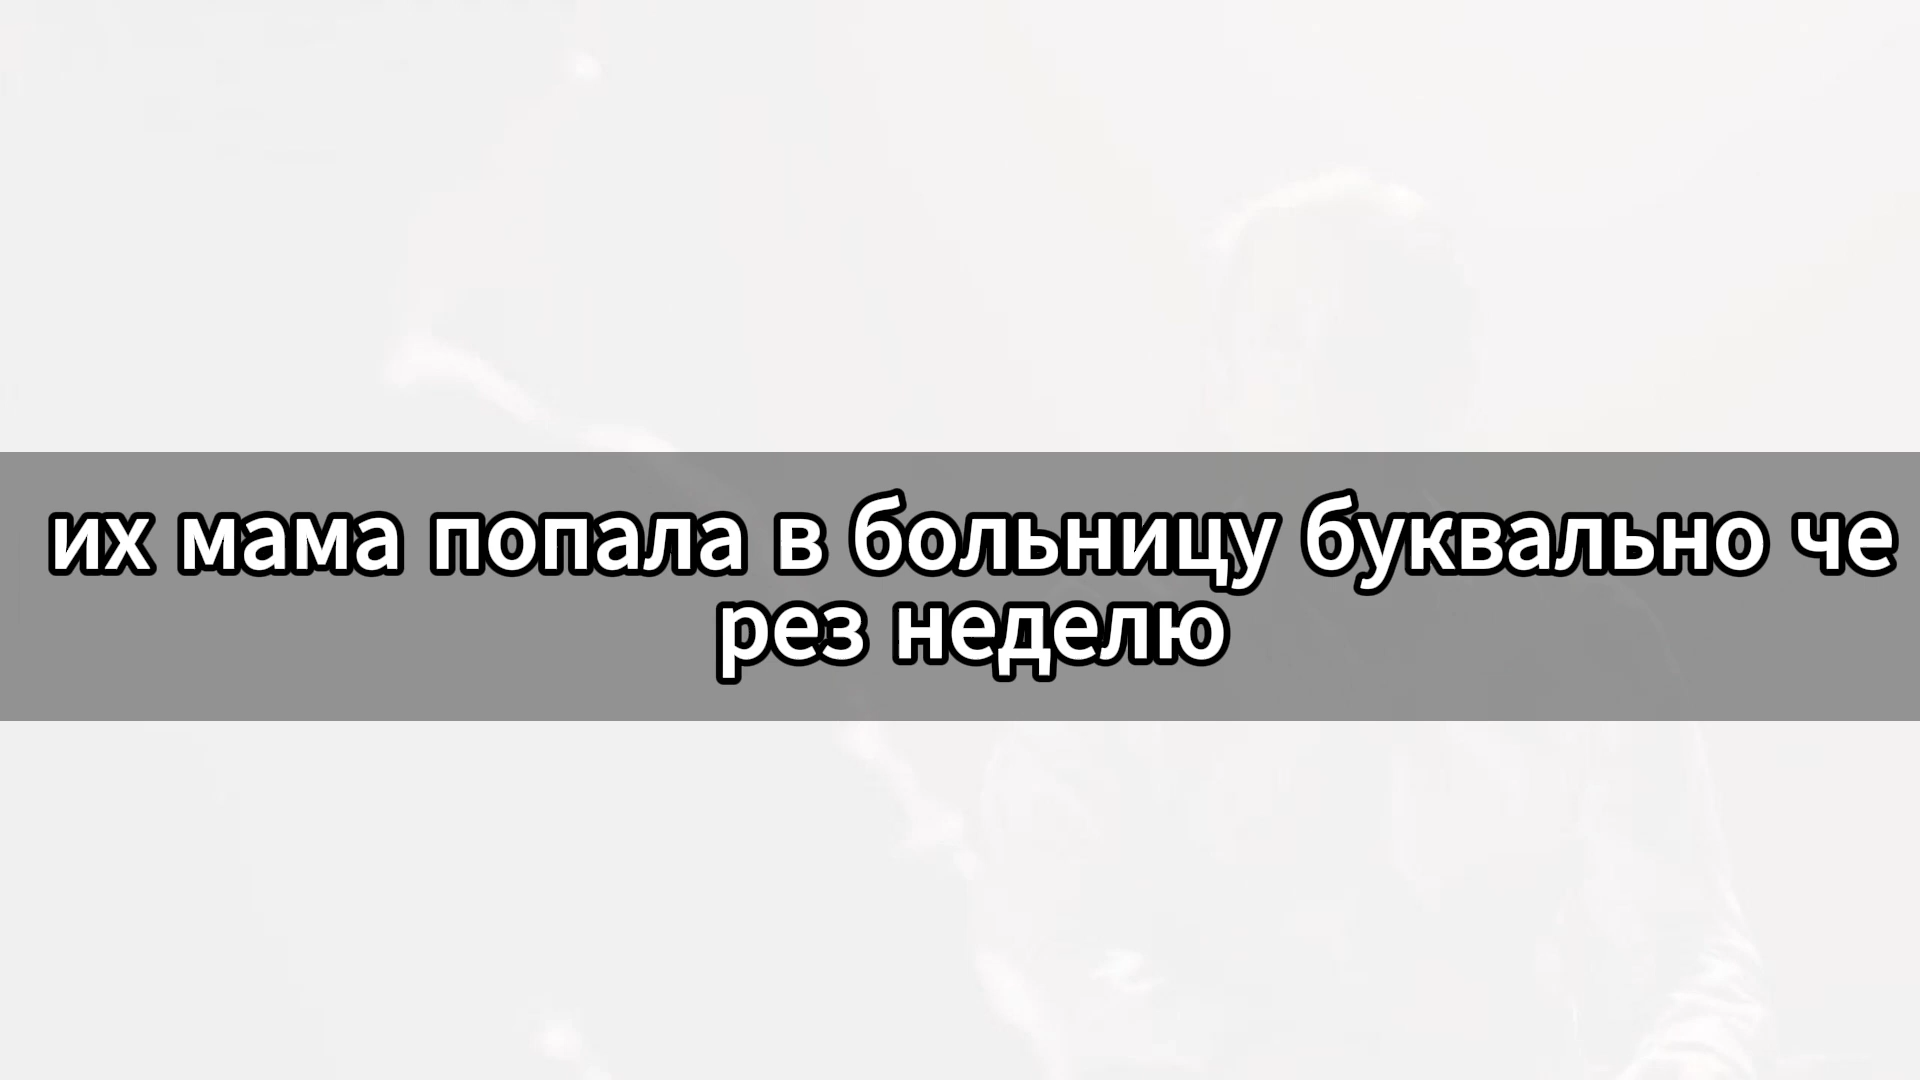 их мама попала в больницу буквально че
рез неделю